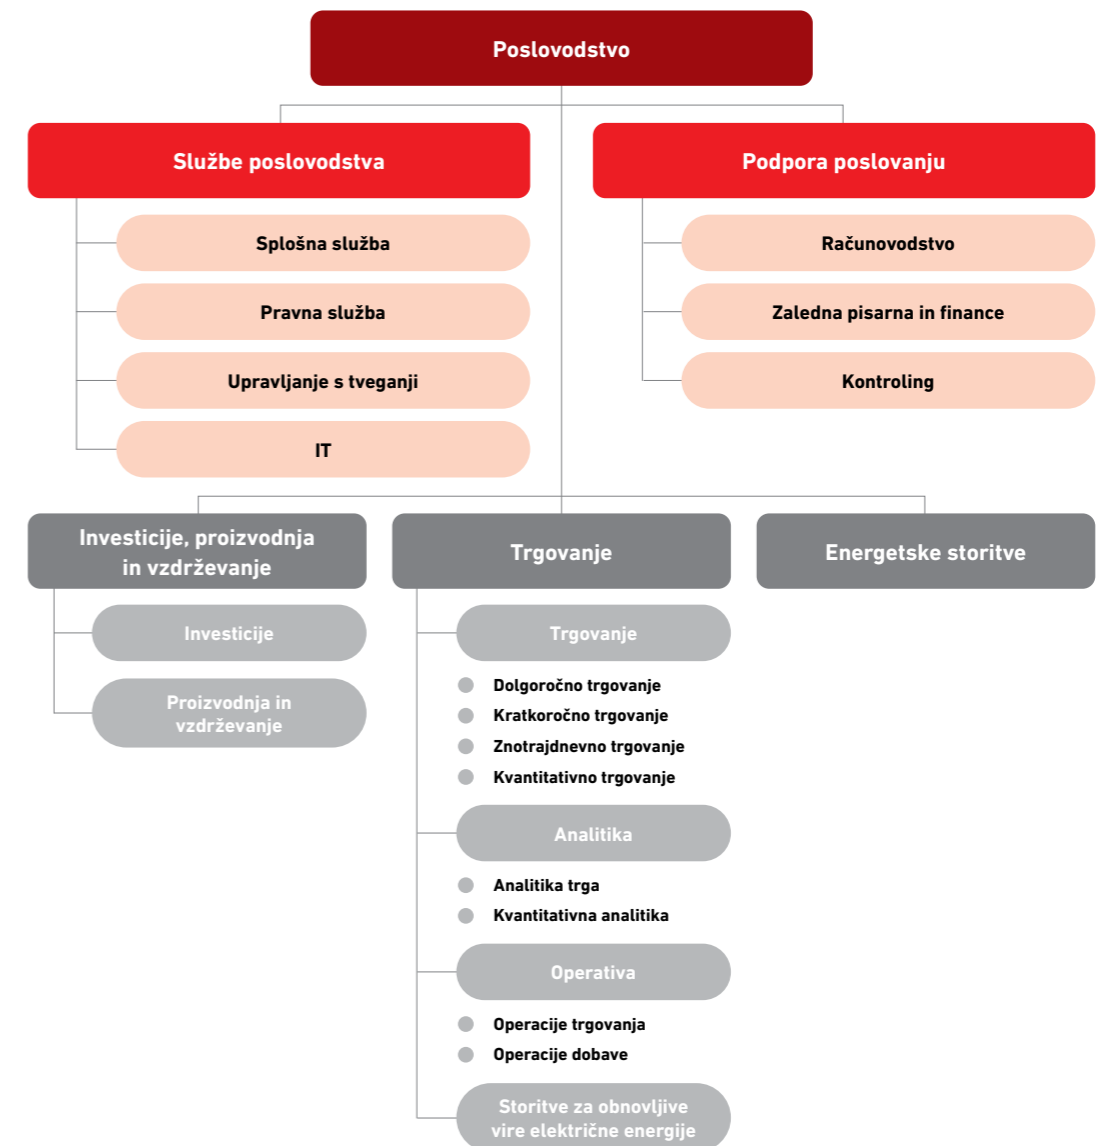 Poslovodstvo
Službe poslovodstva
Splošna služba
Pravna služba
Upravljanje s tveganji
IT
Podpora poslovanju
Računovodstvo
Zaledna pisarna in finance
Kontroling
Investicije, proizvodnja
in vzdrževanje
Investicije
Proizvodnja in
vzdrževanje
Trgovanje
Trgovanje
Dolgoročno trgovanje
Kratkoročno trgovanje
Znotrajdnevno trgovanje
Kvantitativno trgovanje
Analitika
Analitika trga
Kvantitativna analitika
Operativa
Operacije trgovanja
Operacije dobave
Storitve za obnovljive
vire električne energije
Energetske storitve